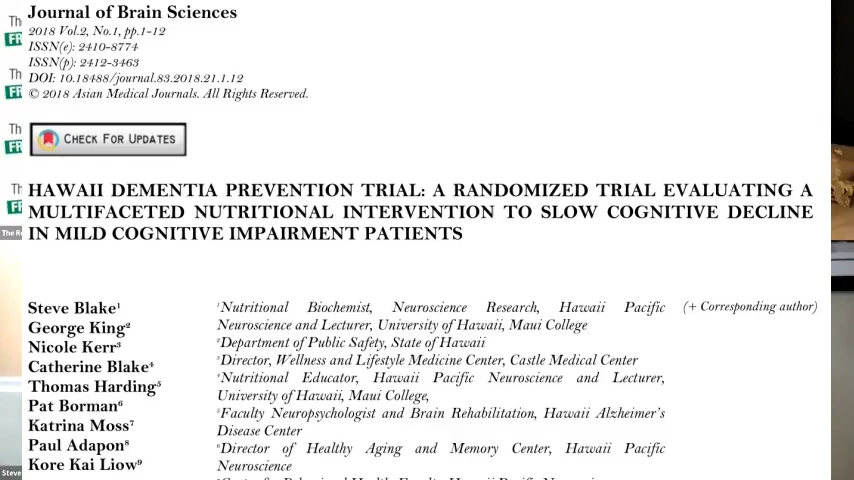 Journal of Brain Sciences
2018 Vol.2, No.1, pp.1-12
ISSN(e): 2410-8774
ISSN(p): 2412-3463
DOI: 10.18488/journal.83.2018.21.1.12
© 2018 Asian Medical Journals. All Rights Reserved.
CHECK FOR UPDATES
HAWAII DEMENTIA PREVENTION TRIAL: A RANDOMIZED TRIAL EVALUATING A
MULTIFACETED NUTRITIONAL INTERVENTION TO SLOW COGNITIVE DECLINE
IN MILD COGNITIVE IMPAIRMENT PATIENTS
Steve Blake¹
George King²
Nicole Kerr³
Catherine Blake⁴
Thomas Harding⁵
Pat Borman⁶
Katrina Moss⁷
Paul Adapon⁸
Kore Kai Liow⁹
¹Nutritional Biochemist, Neuroscience Research, Hawaii Pacific
Neuroscience and Lecturer, University of Hawaii, Maui College
²Department of Public Safety, State of Hawaii
³Director, Wellness and Lifestyle Medicine Center, Castle Medical Center
⁴Nutritional Educator, Hawaii Pacific Neuroscience and Lecturer,
University of Hawaii, Maui College,
⁵Faculty Neuropsychologist and Brain Rehabilitation, Hawaii Alzheimer's
Disease Center
⁶Director of Healthy Aging and Memory Center, Hawaii Pacific
Neuroscience
(+ Corresponding author)
Th
Th
Th
Th
The R
Steve